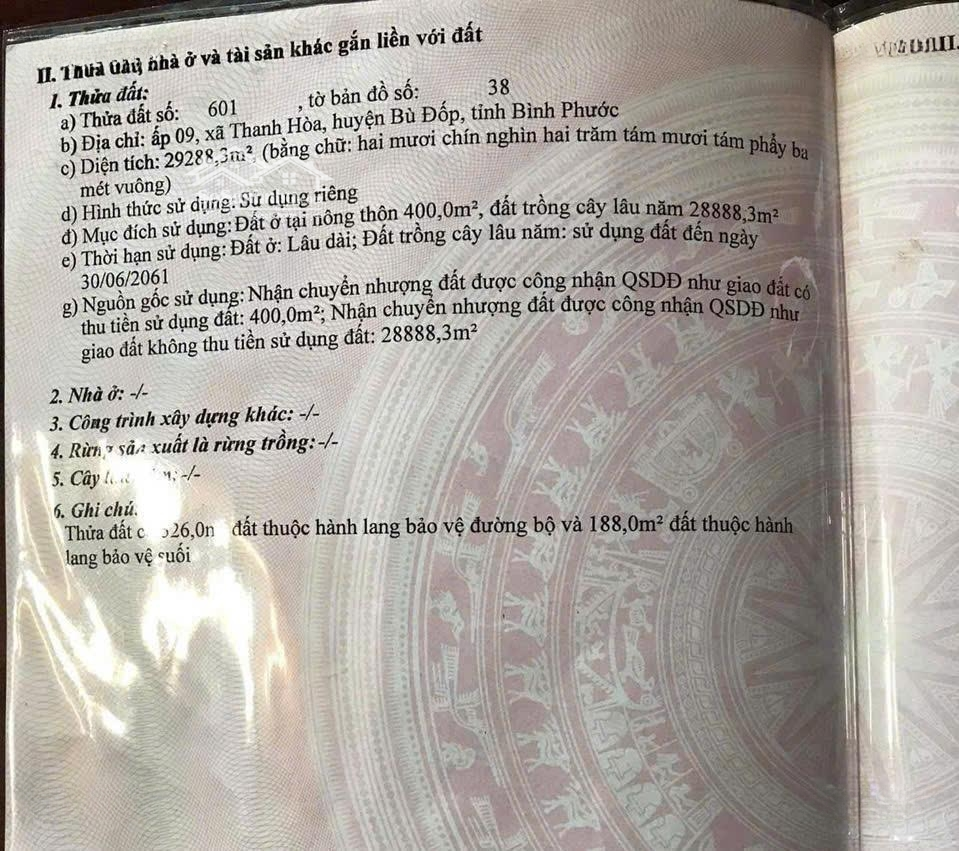 II. Thửa đất, nhà ở và tài sản khác gắn liền với đất
1. Thửa đất:
a) Thửa đất số: 601 , tờ bản đồ số: 38
b) Địa chỉ: ấp 09, xã Thanh Hòa, huyện Bù Đốp, tỉnh Bình Phước
c) Diện tích: 29288,3m², (bằng chữ: hai mươi chín nghìn hai trăm tám mươi tám phẩy ba
mét vuông)
d) Hình thức sử dụng: Sử dụng riêng
đ) Mục đích sử dụng: Đất ở tại nông thôn 400,0m², đất trồng cây lâu năm 28888,3m²
e) Thời hạn sử dụng: Đất ở: Lâu dài; Đất trồng cây lâu năm: sử dụng đất đến ngày
30/06/2061
g) Nguồn gốc sử dụng: Nhận chuyển nhượng đất được công nhận QSDĐ như giao đất có
thu tiền sử dụng đất: 400,0m²; Nhận chuyển nhượng đất được công nhận QSDĐ như
giao đất không thu tiền sử dụng đất: 28888,3m²
2. Nhà ở: -/-
3. Công trình xây dựng khác: -/-
4. Rừng sản xuất là rừng trồng: -/-
5. Cây -/-
6. Ghi chú:
Thửa đất đất thuộc hành lang bảo vệ đường bộ và 188,0m² đất thuộc hành
lang bảo vệ suối